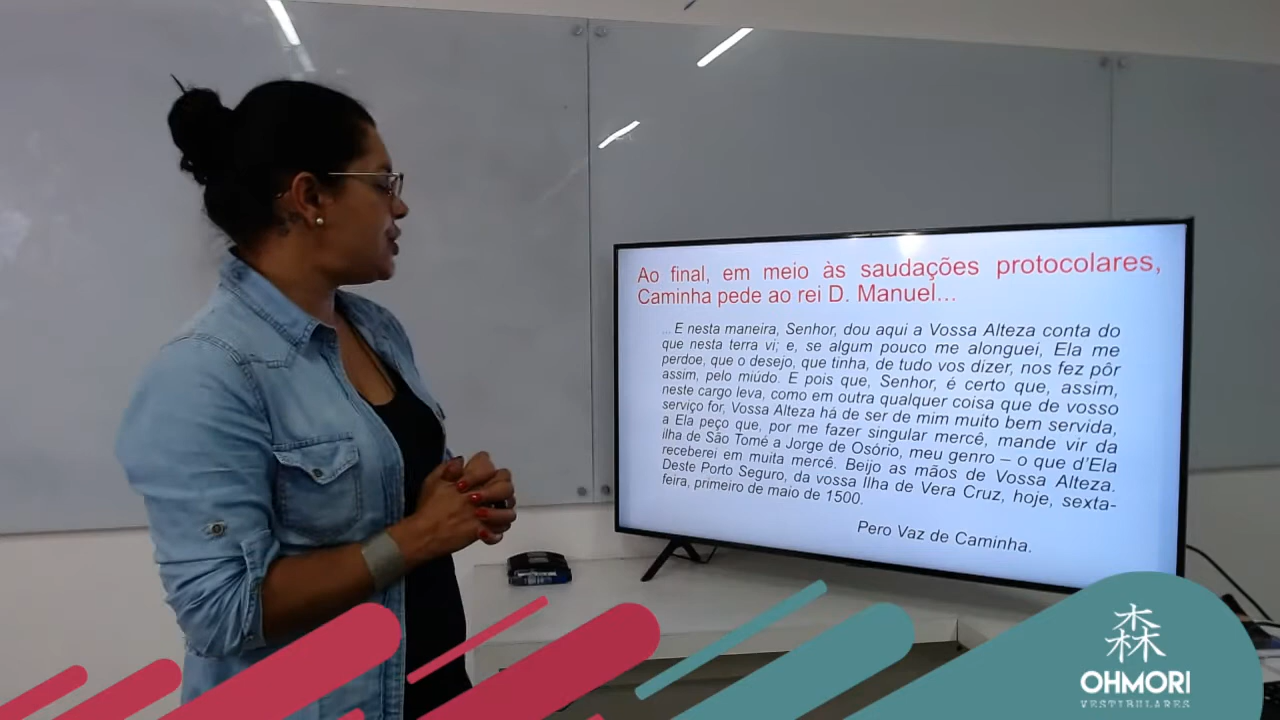 Ao final, em meio às saudações protocolares,
Caminha pede ao rei D. Manuel...
... E nesta maneira, Senhor, dou aqui a Vossa Alteza conta do
que nesta terra vi; e, se algum pouco me alonguei, Ela me
perdoe, que o desejo, que tinha, de tudo vos dizer, nos fez pôr
assim, pelo miúdo. E pois que, Senhor, é certo que, assim,
neste cargo leva, como em outra qualquer coisa que de vosso
serviço for, Vossa Alteza há de ser de mim muito bem servida,
a Ela peço que, por me fazer singular mercê, mande vir da
ilha de São Tomé a Jorge de Osório, meu genro – o que d'Ela
receberei em muita mercê. Beijo as mãos de Vossa Alteza.
Deste Porto Seguro, da vossa Ilha de Vera Cruz, hoje, sexta-
feira, primeiro de maio de 1500.
Pero Vaz de Caminha.
森
OHMORI
VESTIBULARES